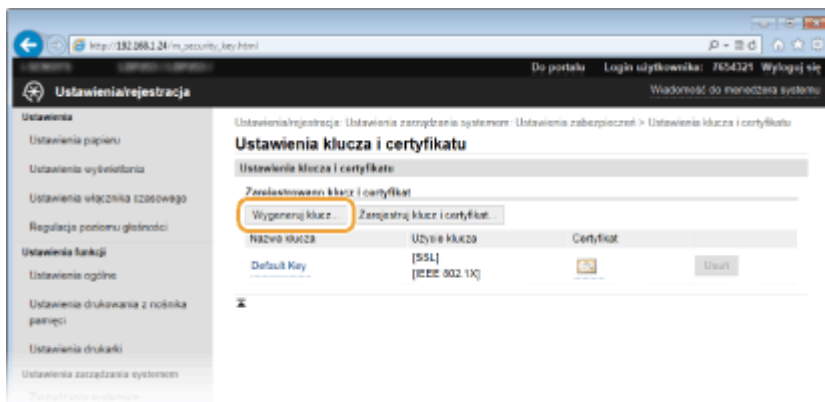 http://192.168.1.24/m_security_key.html
Do portalu Login użytkownika: 7654321 Wyloguj się
Ustawienia/rejestracja
Wiadomość do menedżera systemu
Ustawienia
Ustawienia papieru
Ustawienia wyświetlania
Ustawienia włącznika czasowego
Regulacja poziomu głośności
Ustawienia funkcji
Ustawienia ogólne
Ustawienia drukowania z nośnika
pamięci
Ustawienia drukarki
Ustawienia zarządzania systemem
Zarządzanie systemem
Ustawienia/rejestracja: Ustawienia zarządzania systemem: Ustawienia zabezpieczeń > Ustawienia klucza i certyfikatu
Ustawienia klucza i certyfikatu
Ustawienia klucza i certyfikatu
Zarejestrowano klucz i certyfikat
Wygeneruj klucz... Zarejestruj klucz i certyfikat...
Nazwa klucza Użycie klucza Certyfikat
Default Key [SSL] Usuń
[IEEE 802.1X]